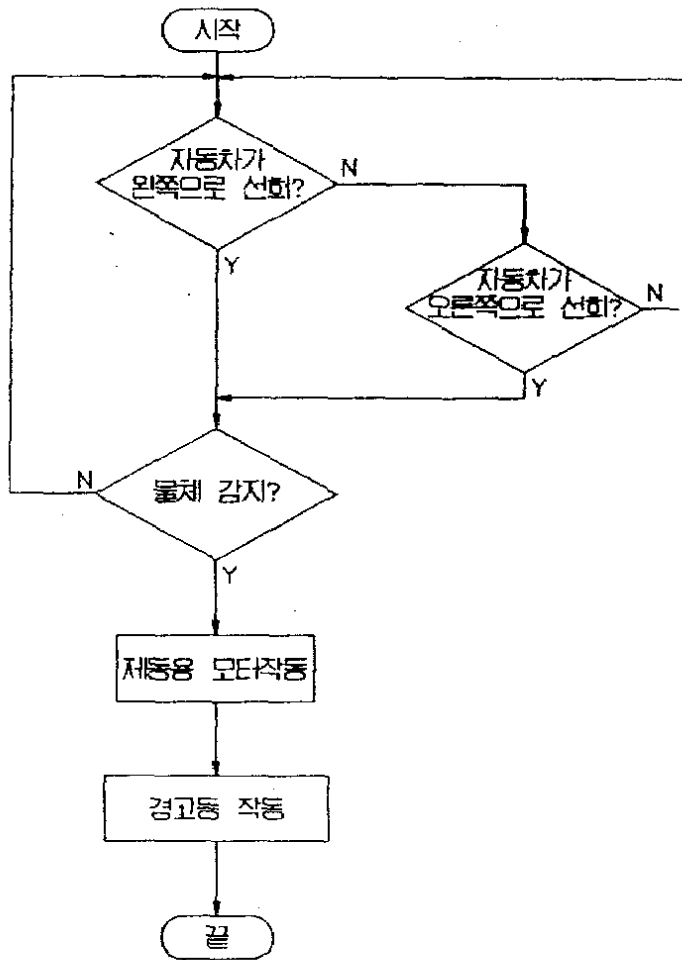 시작
자동차가
왼쪽으로 선회?
N
Y
자동차가
오른쪽으로 선회?
N
Y
물체 감지?
N
Y
제동용 모터작동
경고등 작동
끝